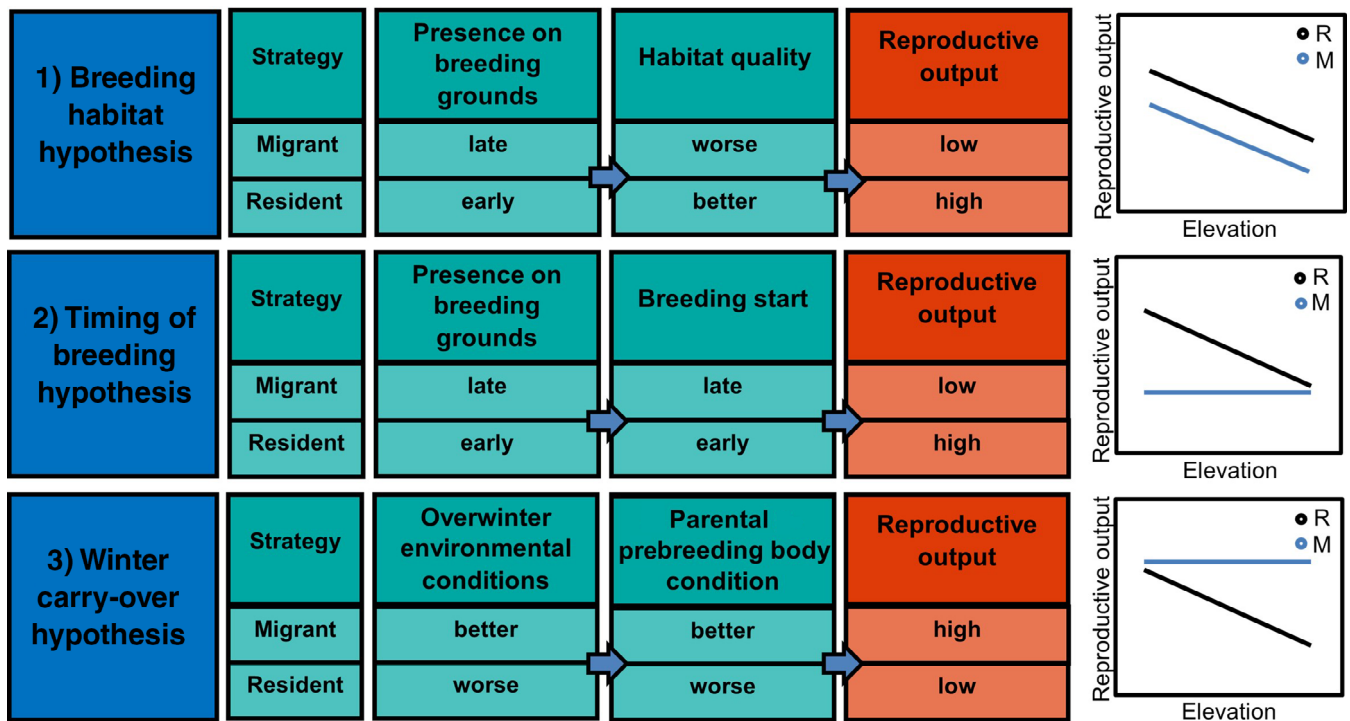 1) Breeding
habitat
hypothesis
Strategy
Presence on
breeding
grounds
Habitat quality
Reproductive
output
Migrant
late
worse
low
Resident
early
better
high
Reproductive output
R
M
Elevation
2) Timing of
breeding
hypothesis
Strategy
Presence on
breeding
grounds
Breeding start
Reproductive
output
Migrant
late
late
low
Resident
early
early
high
Reproductive output
R
M
Elevation
3) Winter
carry-over
hypothesis
Strategy
Overwinter
environmental
conditions
Parental
prebreeding body
condition
Reproductive
output
Migrant
better
better
high
Resident
worse
worse
low
Reproductive output
R
M
Elevation